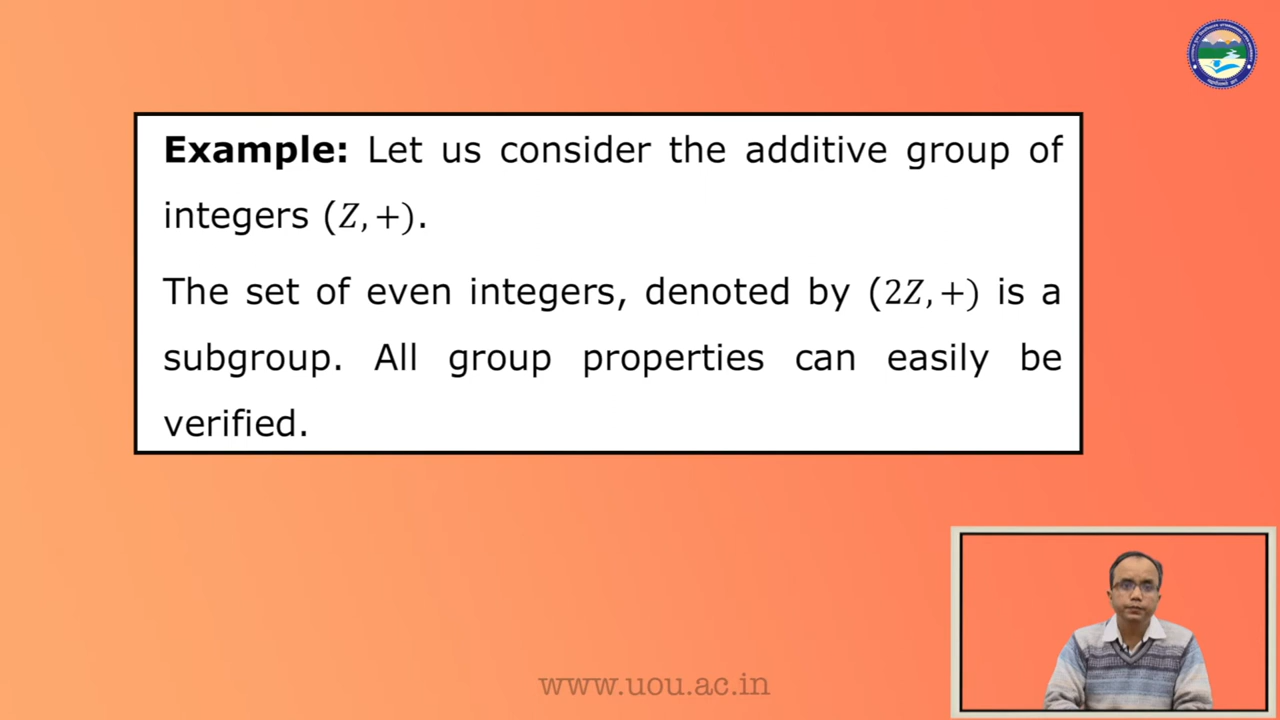 Example: Let us consider the additive group of
integers (Z, +).
The set of even integers, denoted by (2Z, +) is a
subgroup. All group properties can easily be
verified.
www.uou.ac.in